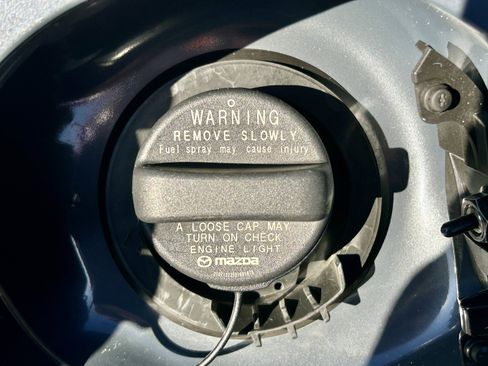 WARNING
REMOVE SLOWLY
Fuel spray may cause injury
A LOOSE CAP MAY
TURN ON CHECK
ENGINE LIGHT
mazda